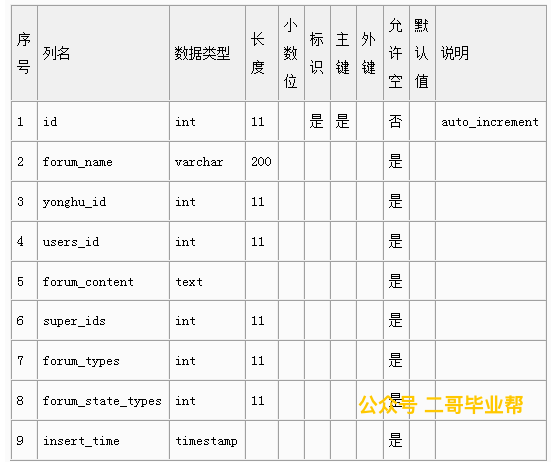 序号 列名 数据类型 长度 小数位 标识 主键 外键 允许空 默认值 说明
1 id int 11 是 是 否 auto_increment
2 forum_name varchar 200 是
3 yonghu_id int 11 是
4 users_id int 11 是
5 forum_content text 是
6 super_ids int 11 是
7 forum_types int 11 是
8 forum_state_types int 11 是
公众号 二哥毕业帮
9 insert_time timestamp 是